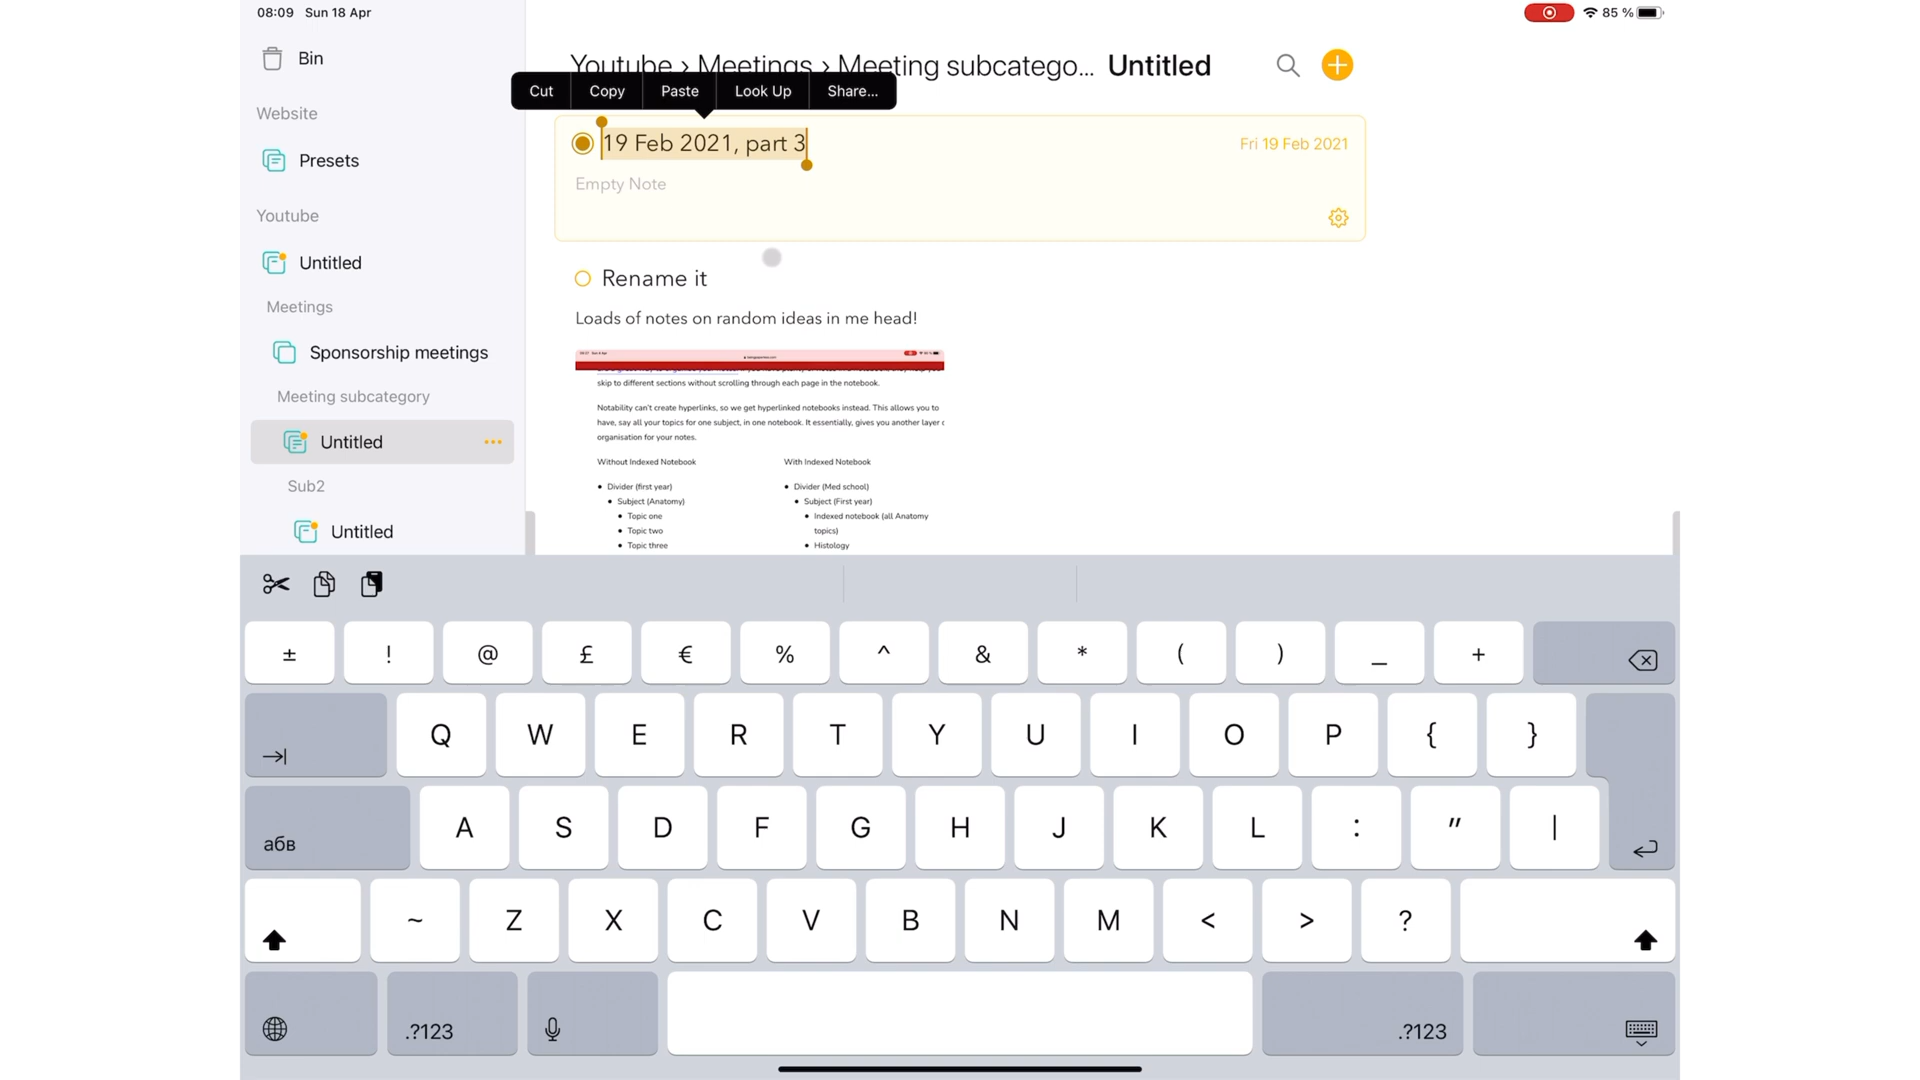 08:09 Sun 18 Apr
85 %
Bin
Website
Presets
Youtube
Untitled
Meetings
Sponsorship meetings
Meeting subcategory
Untitled
Sub2
Untitled
Youtube › Meetings › Meeting subcatego... Untitled
Cut Copy Paste Look Up Share...
19 Feb 2021, part 3
Fri 19 Feb 2021
Empty Note
Rename it
Loads of notes on random ideas in me head!
skip to different sections without scrolling through each page in the notebook.
Notability can't create hyperlinks, so we get hyperlinked notebooks instead. This allows you to
have, say all your topics for one subject, in one notebook. It essentially, gives you another layer
organisation for your notes.
Without Indexed Notebook
With Indexed Notebook
• Divider (first year)
• Subject (Anatomy)
• Topic one
• Topic two
• Topic three
• Divider (Med school)
• Subject (First year)
• Indexed notebook (all Anatomy
topics)
• Histology
± ! @ £ € % ^ & * ( ) _ +
Q W E R T Y U I O P { }
абв A S D F G H J K L : " |
~ Z X C V B N M < > ?
.?123 .?123